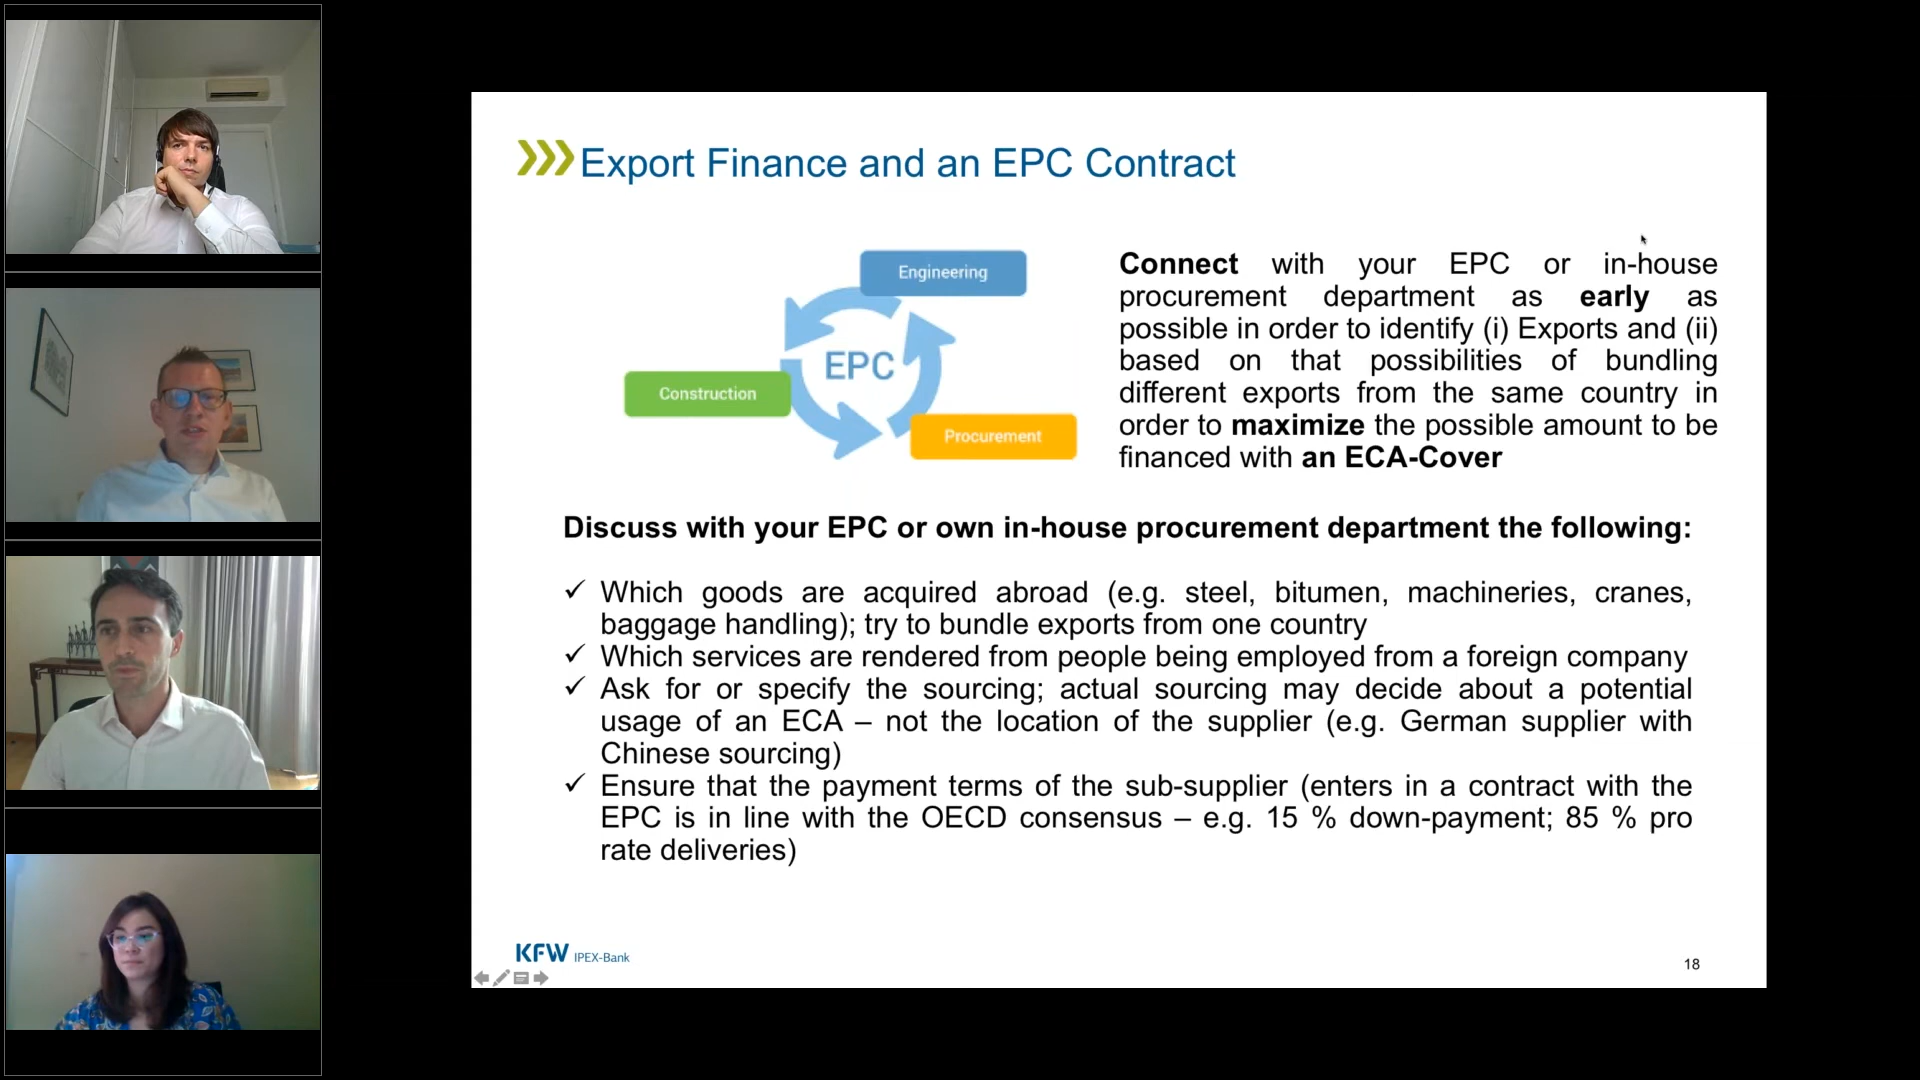 Export Finance and an EPC Contract
Engineering
EPC
Construction
Procurement
Connect with your EPC or in-house
procurement department as early as
possible in order to identify (i) Exports and (ii)
based on that possibilities of bundling
different exports from the same country in
order to maximize the possible amount to be
financed with an ECA-Cover
Discuss with your EPC or own in-house procurement department the following:
✓ Which goods are acquired abroad (e.g. steel, bitumen, machineries, cranes,
baggage handling); try to bundle exports from one country
✓ Which services are rendered from people being employed from a foreign company
✓ Ask for or specify the sourcing; actual sourcing may decide about a potential
usage of an ECA – not the location of the supplier (e.g. German supplier with
Chinese sourcing)
✓ Ensure that the payment terms of the sub-supplier (enters in a contract with the
EPC is in line with the OECD consensus – e.g. 15 % down-payment; 85 % pro
rate deliveries)
KFW IPEX-Bank
18